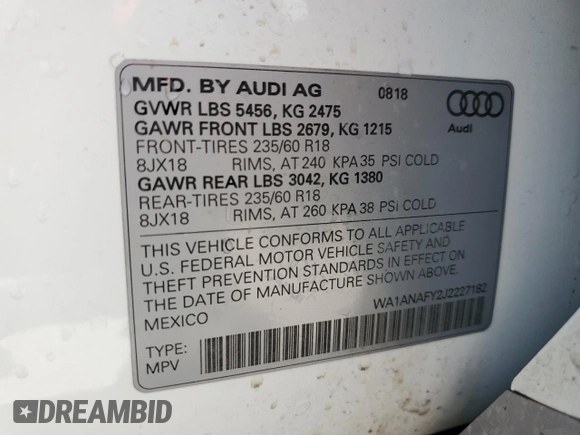 MFD. BY AUDI AG 0818
GVWR LBS 5456, KG 2475
GAWR FRONT LBS 2679, KG 1215
FRONT-TIRES 235/60 R18
8JX18 RIMS, AT 240 KPA 35 PSI COLD
GAWR REAR LBS 3042, KG 1380
REAR-TIRES 235/60 R18
8JX18 RIMS, AT 260 KPA 38 PSI COLD
Audi
THIS VEHICLE CONFORMS TO ALL APPLICABLE
U.S. FEDERAL MOTOR VEHICLE SAFETY AND
THEFT PREVENTION STANDARDS IN EFFECT ON
THE DATE OF MANUFACTURE SHOWN ABOVE.
MEXICO
WA1ANAFY2J2227182
TYPE:
MPV
DREAMBID